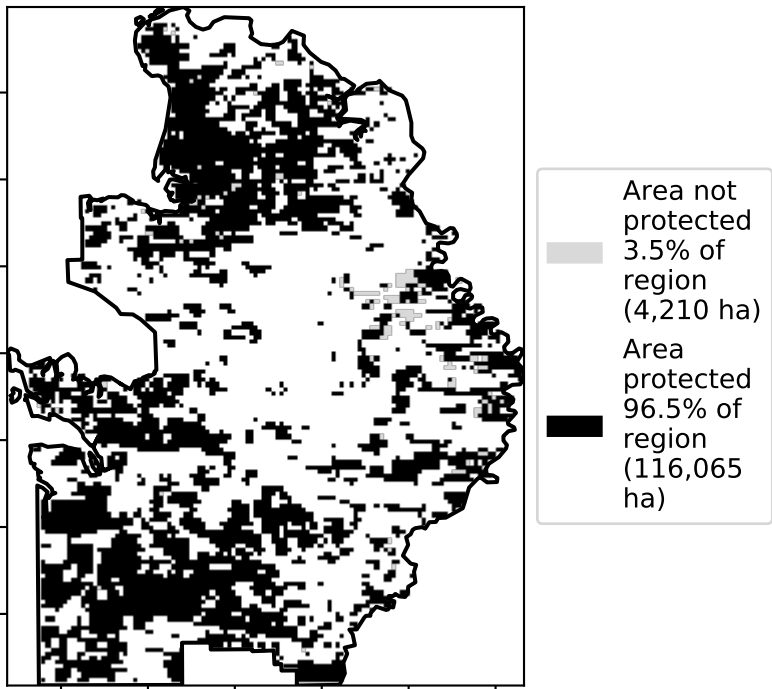 Area not
protected
3.5% of
region
(4,210 ha)
Area
protected
96.5% of
region
(116,065
ha)